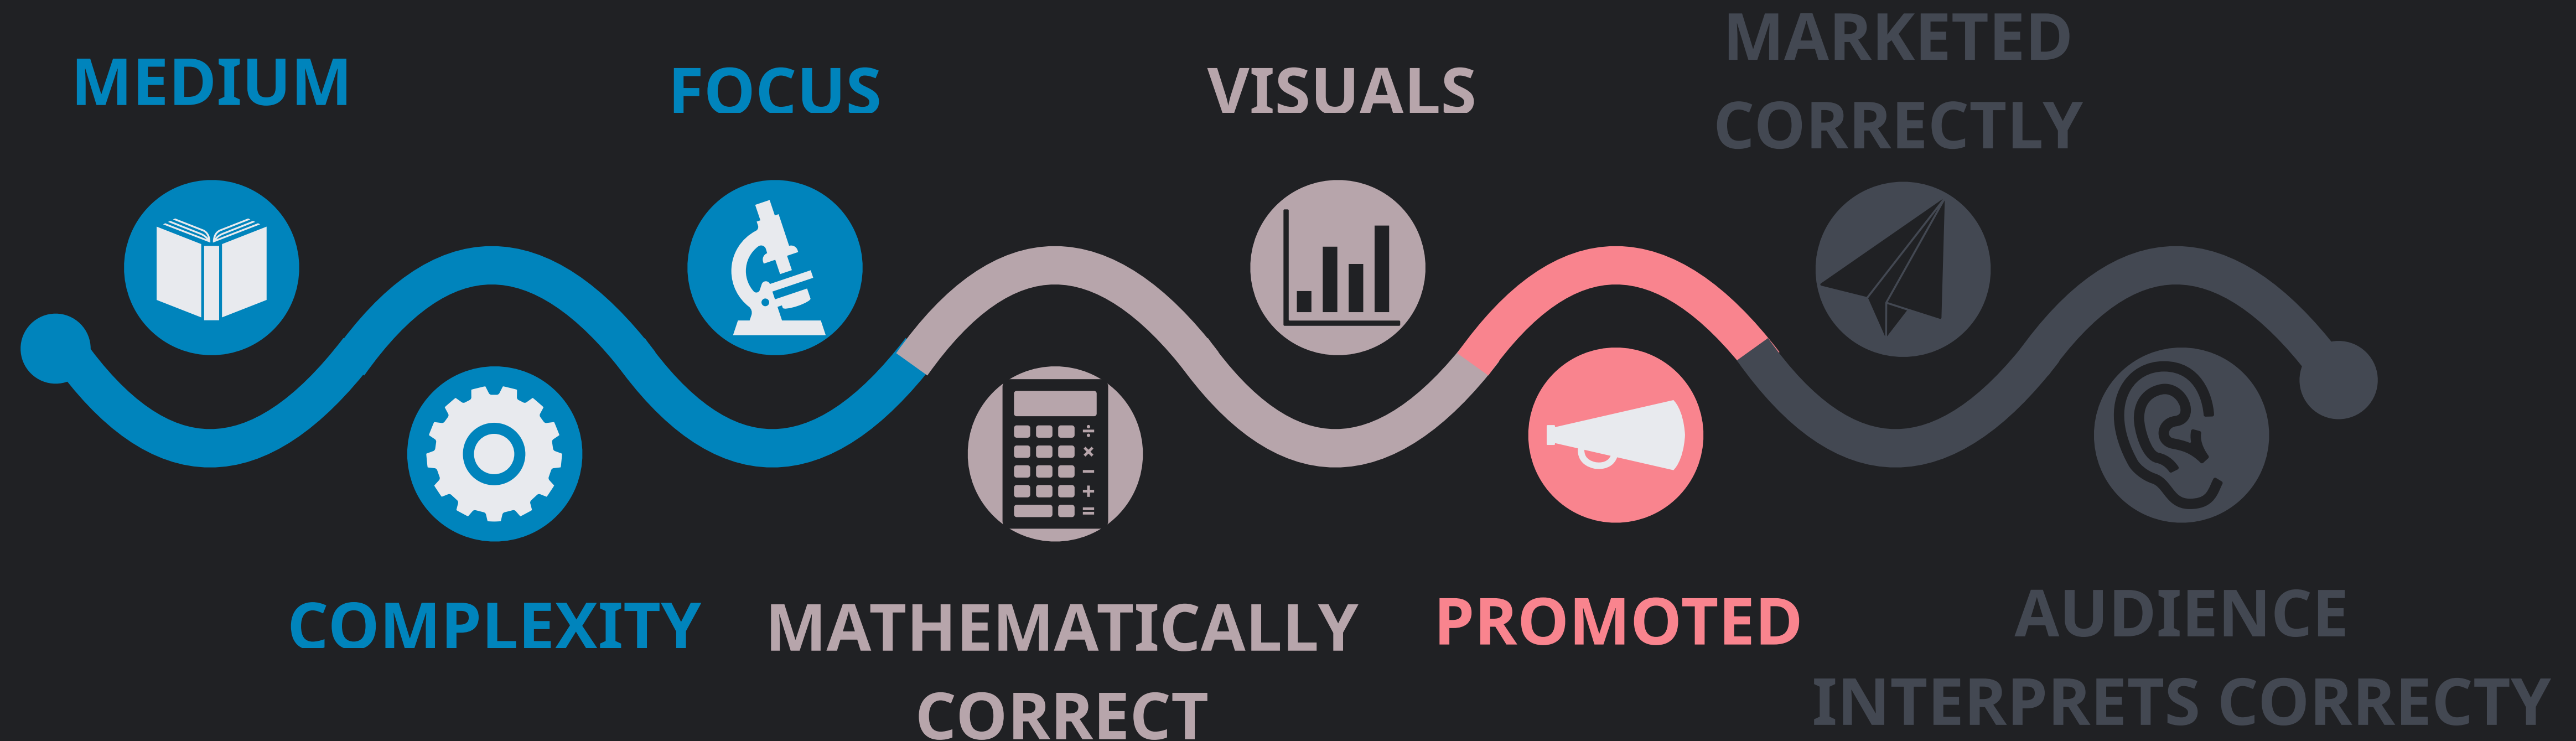 MEDIUM
FOCUS
VISUALS
MARKETED
CORRECTLY
COMPLEXITY
MATHEMATICALLY
CORRECT
PROMOTED
AUDIENCE
INTERPRETS CORRECTY